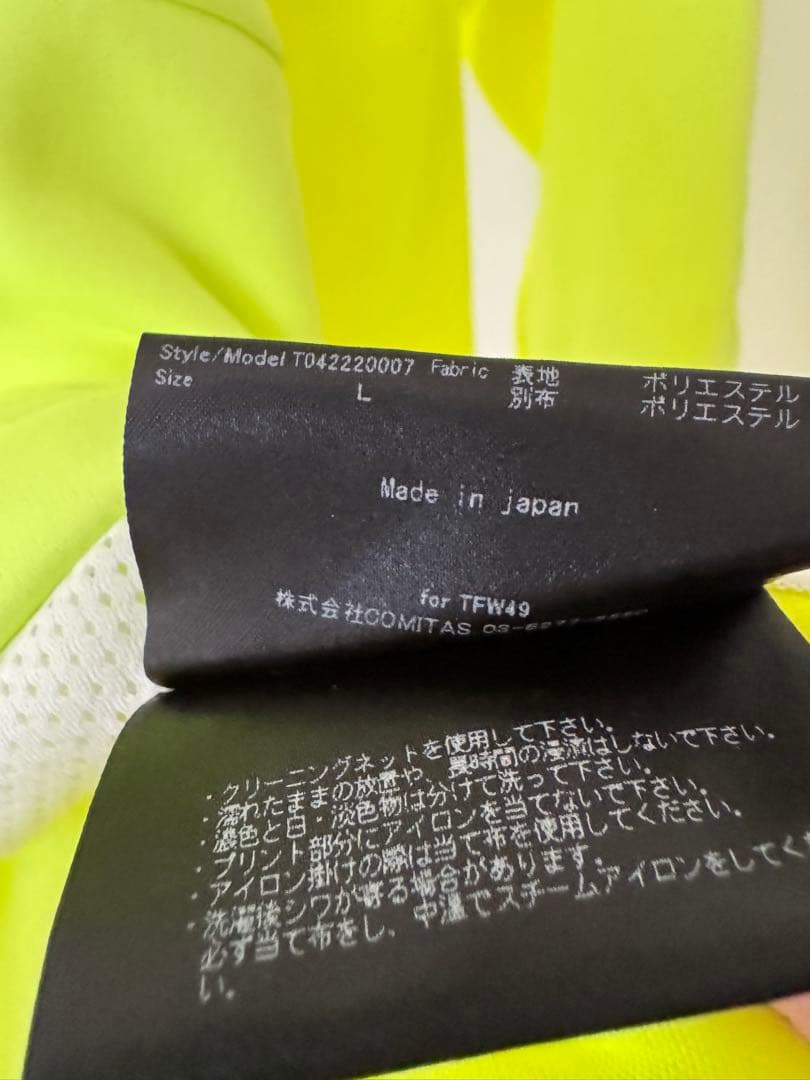 Style/Model T042220007 Fabric 表地 ポリエステル
Size L 別布 ポリエステル
Made in japan
for TFW49
株式会社COMITAS 03-
・クリーニングネットを使用して下さい。
・濡れたままの放置や、長時間の浸漬はしないで下さい。
・濃色と白・淡色物は分けて洗って下さい。
・プリント部分にアイロンを当てないで下さい。
・アイロン掛けの際は当て布を使用してください。
・洗濯後シワが寄る場合があります。
必ず当て布をし、中温でスチームアイロンをしてくださ
い。